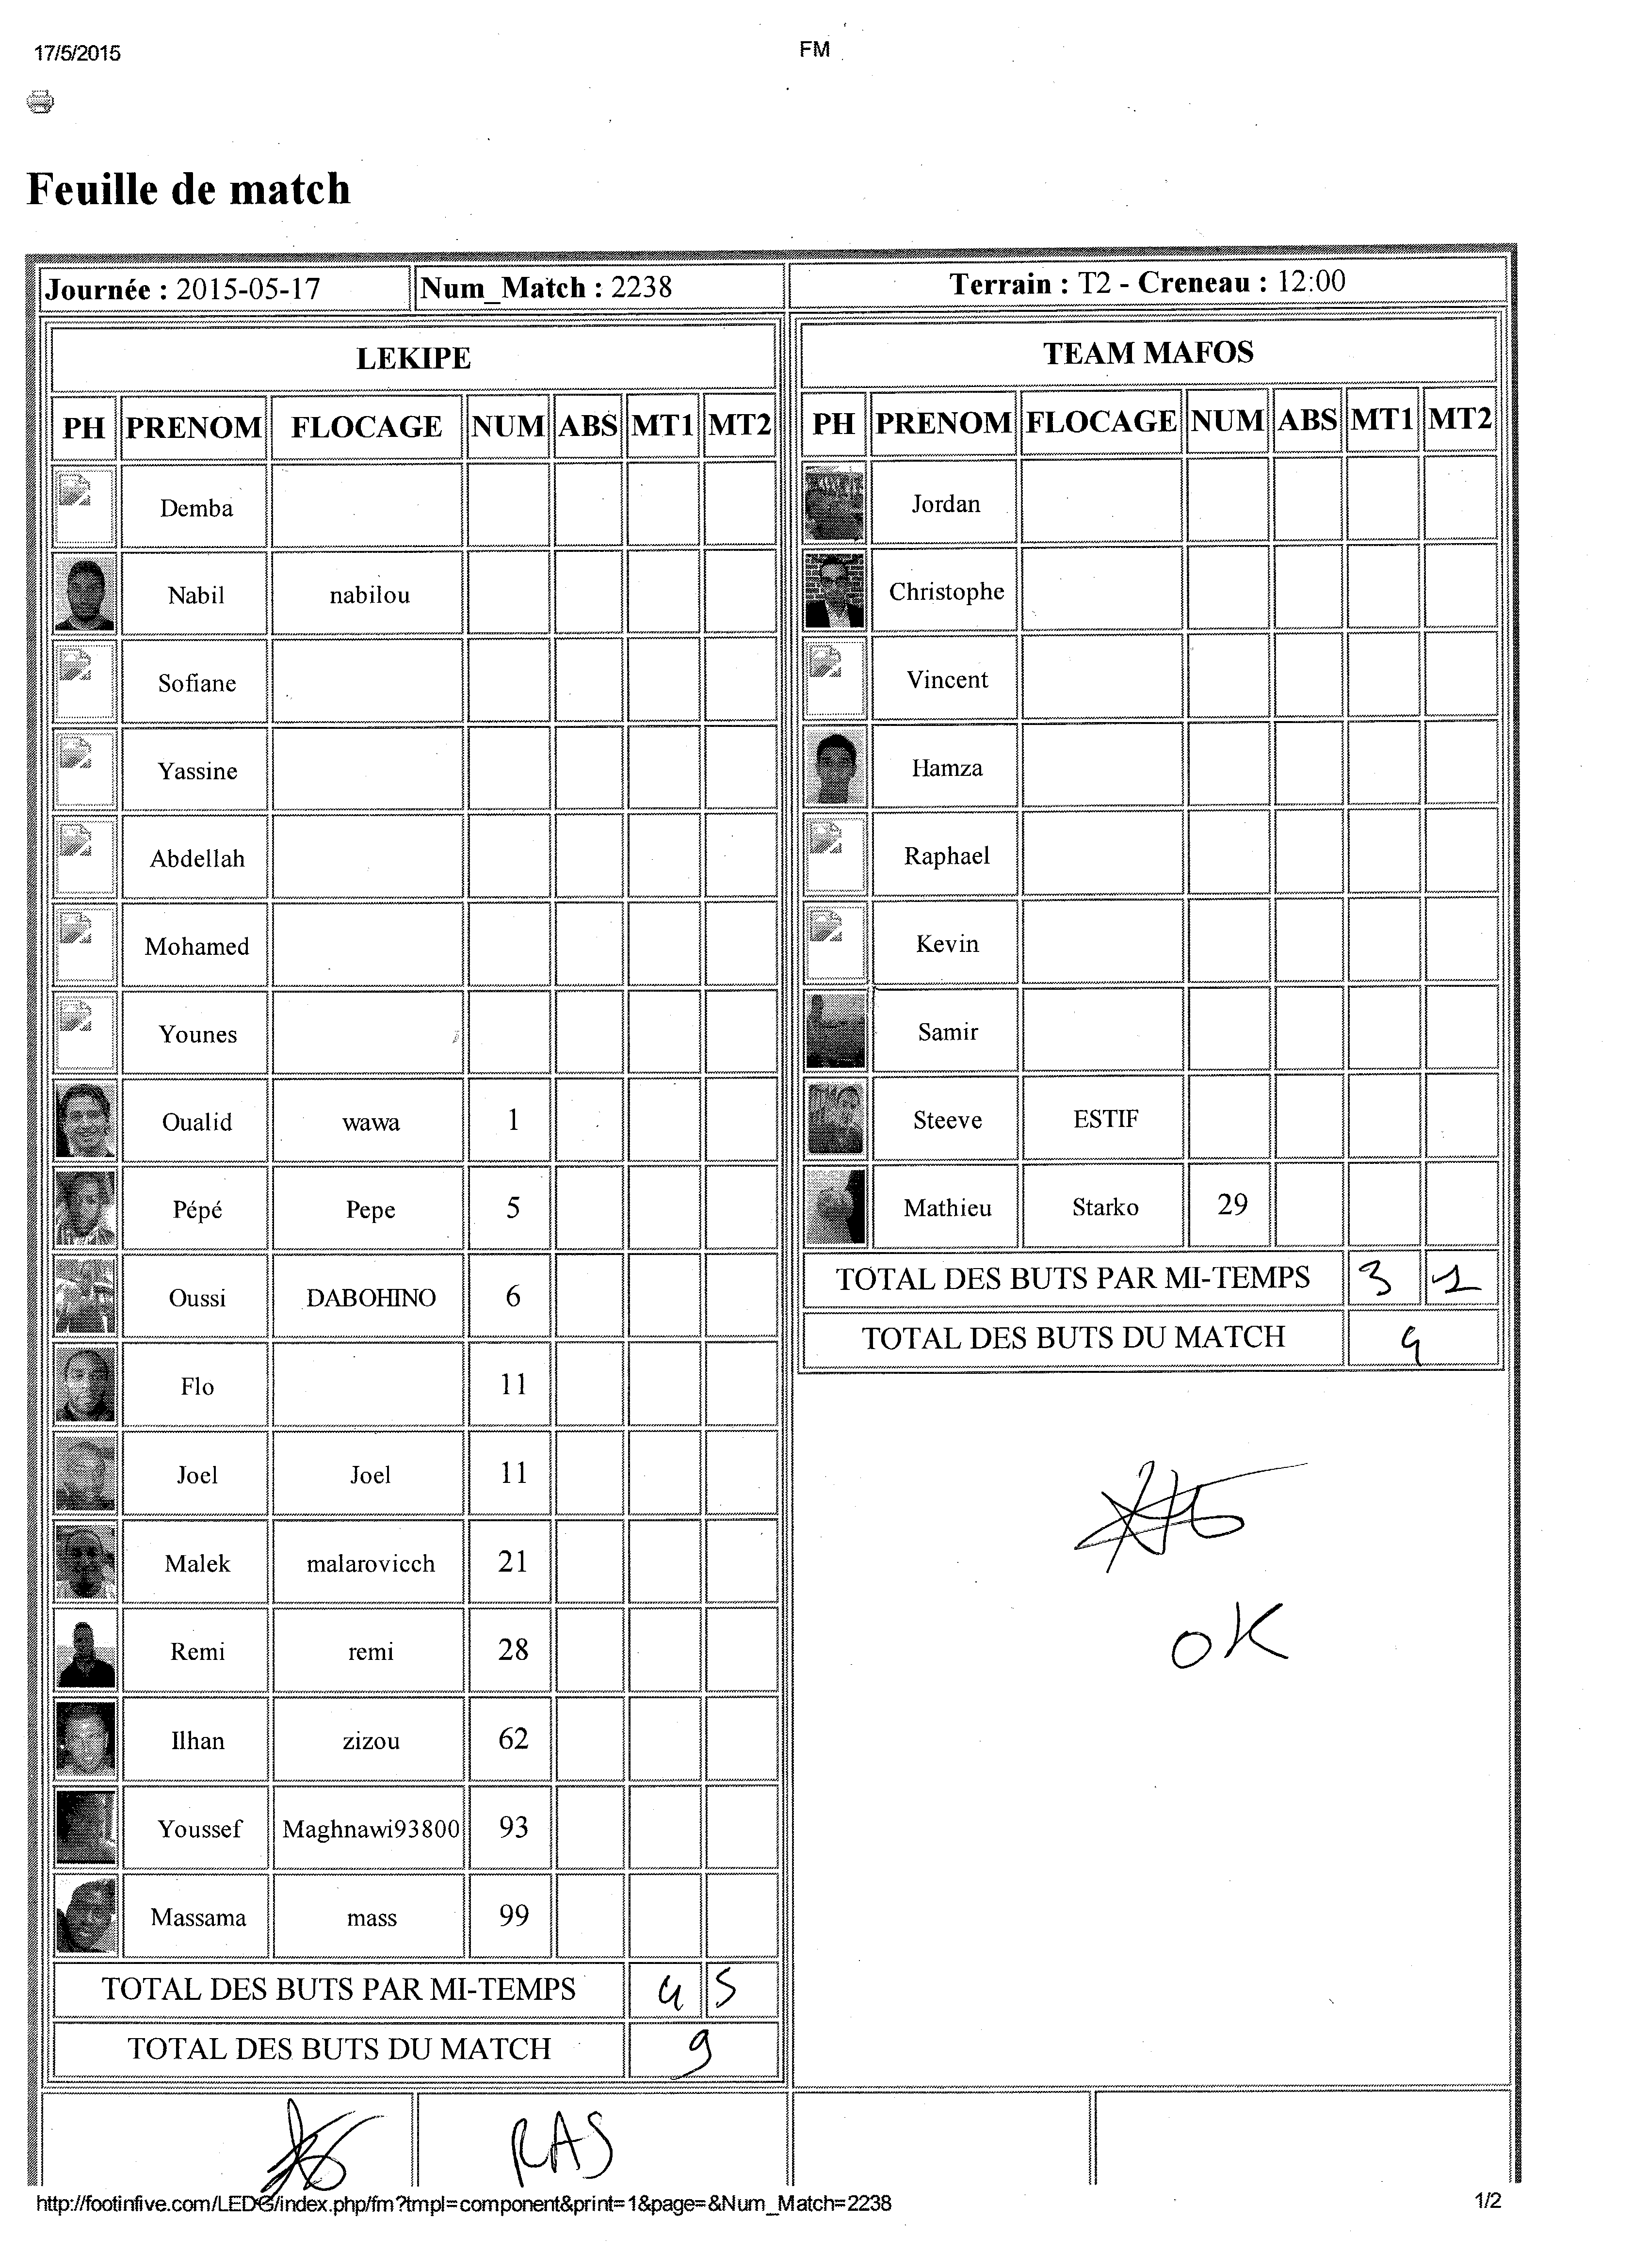 17/5/2015 FM
Feuille de match
Journée : 2015-05-17 Num_Match : 2238 Terrain : T2 - Creneau : 12:00
LEKIPE
PH PRENOM FLOCAGE NUM ABS MT1 MT2
Demba
Nabil nabilou
Sofiane
Yassine
Abdellah
Mohamed
Younes
Oualid wawa 1
Pépé Pepe 5
Oussi DABOHINO 6
Flo 11
Joel Joel 11
Malek malarovicch 21
Remi remi 28
Ilhan zizou 62
Youssef Maghnawi93800 93
Massama mass 99
TOTAL DES BUTS PAR MI-TEMPS 4 5
TOTAL DES BUTS DU MATCH 9
TEAM MAFOS
PH PRENOM FLOCAGE NUM ABS MT1 MT2
Jordan
Christophe
Vincent
Hamza
Raphael
Kevin
Samir
Steeve ESTIF
Mathieu Starko 29
TOTAL DES BUTS PAR MI-TEMPS 3 1
TOTAL DES BUTS DU MATCH 4
OK
RAS
http://footinfive.com/LEDG/index.php/fm?tmpl=component&print=1&page=&Num_Match=2238 1/2